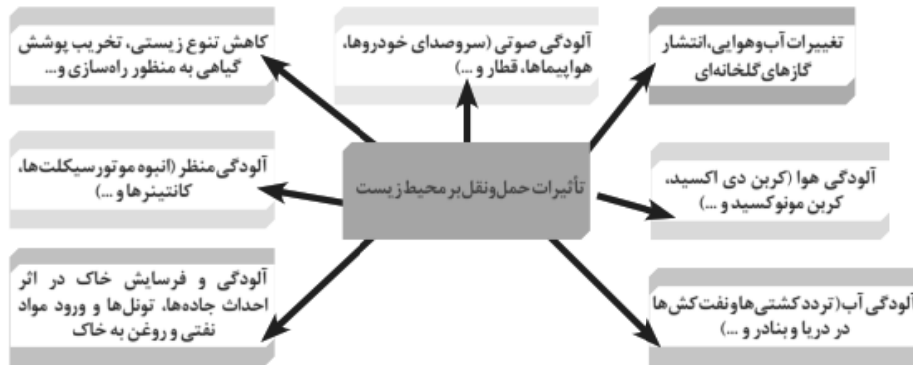 تغییرات آب‌وهوایی،انتشار
گازهای گلخانه‌ای
آلودگی صوتی (سروصدای خودروها،
هواپیماها، قطار و ...)
کاهش تنوع زیستی، تخریب پوشش
گیاهی به منظور راه‌سازی و...
تأثیرات حمل‌ونقل بر محیط زیست
آلودگی هوا (کربن دی اکسید،
کربن مونوکسید و ...)
آلودگی منظر (انبوه موتورسیکلت‌ها،
کانتینرها و ...)
آلودگی آب(تردد کشتی‌ها و نفت‌کش‌ها
در دریا و بنادر و ...)
آلودگی و فرسایش خاک در اثر
احداث جاده‌ها، تونل‌ها و ورود مواد
نفتی و روغن به خاک